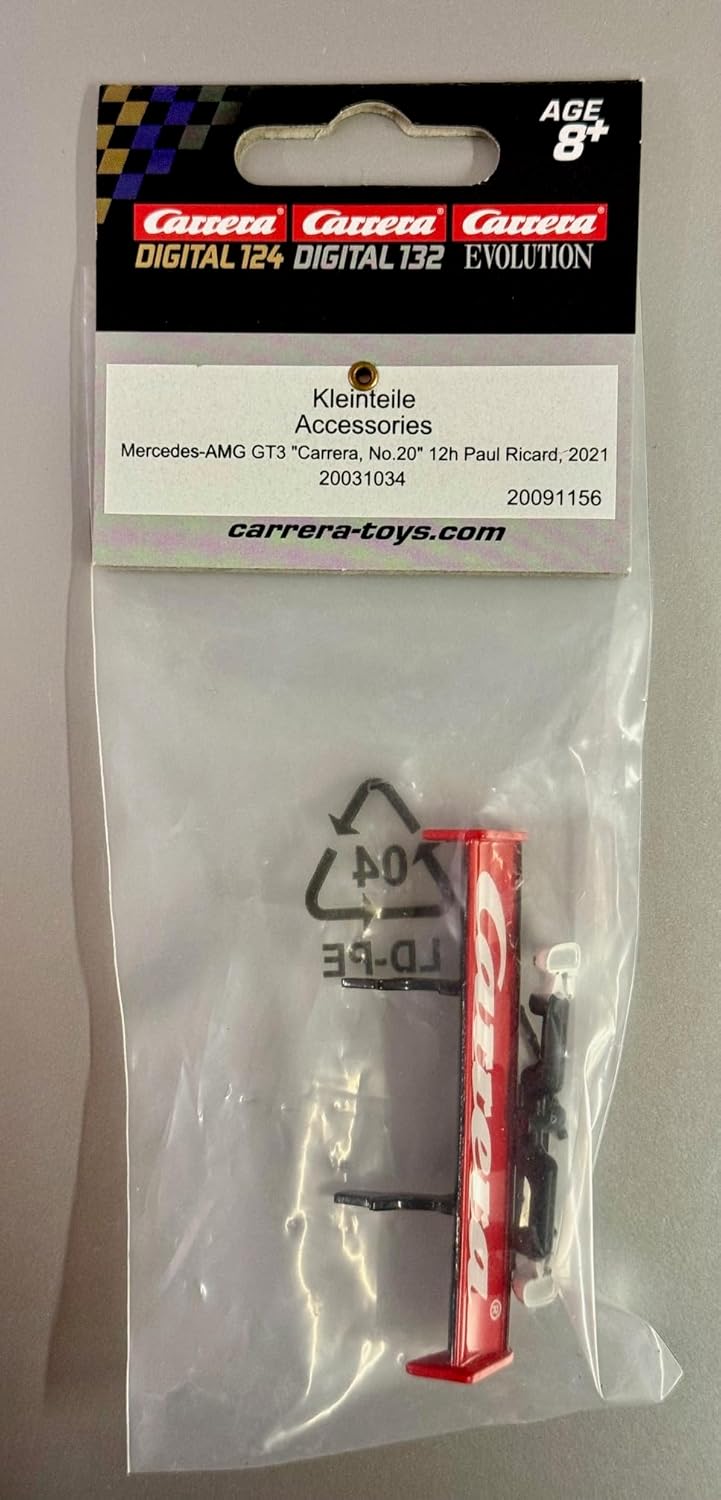 AGE
8+
Carrera® Carrera® Carrera®
DIGITAL 124 DIGITAL 132 EVOLUTION
Kleinteile
Accessories
Mercedes-AMG GT3 "Carrera, No.20" 12h Paul Ricard, 2021
20031034
20091156
carrera-toys.com
04
LD-PE
Carrera®